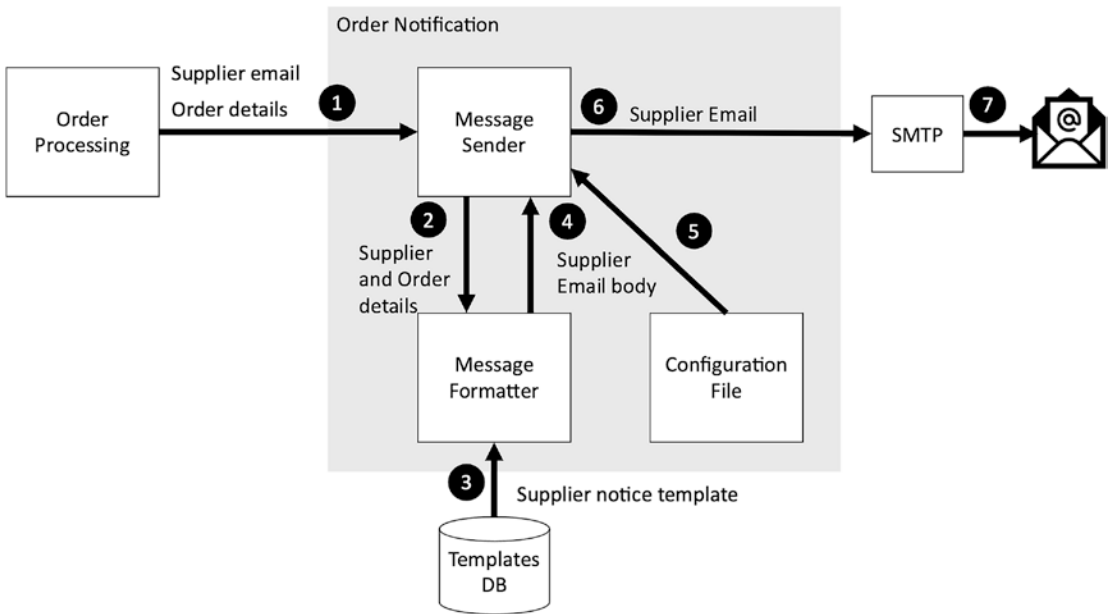 Order Notification
Supplier email
Order details
1
Order
Processing
Message
Sender
6
Supplier Email
SMTP
7
@
2
Supplier
and Order
details
4
Supplier
Email body
5
Message
Formatter
Configuration
File
3
Supplier notice template
Templates
DB